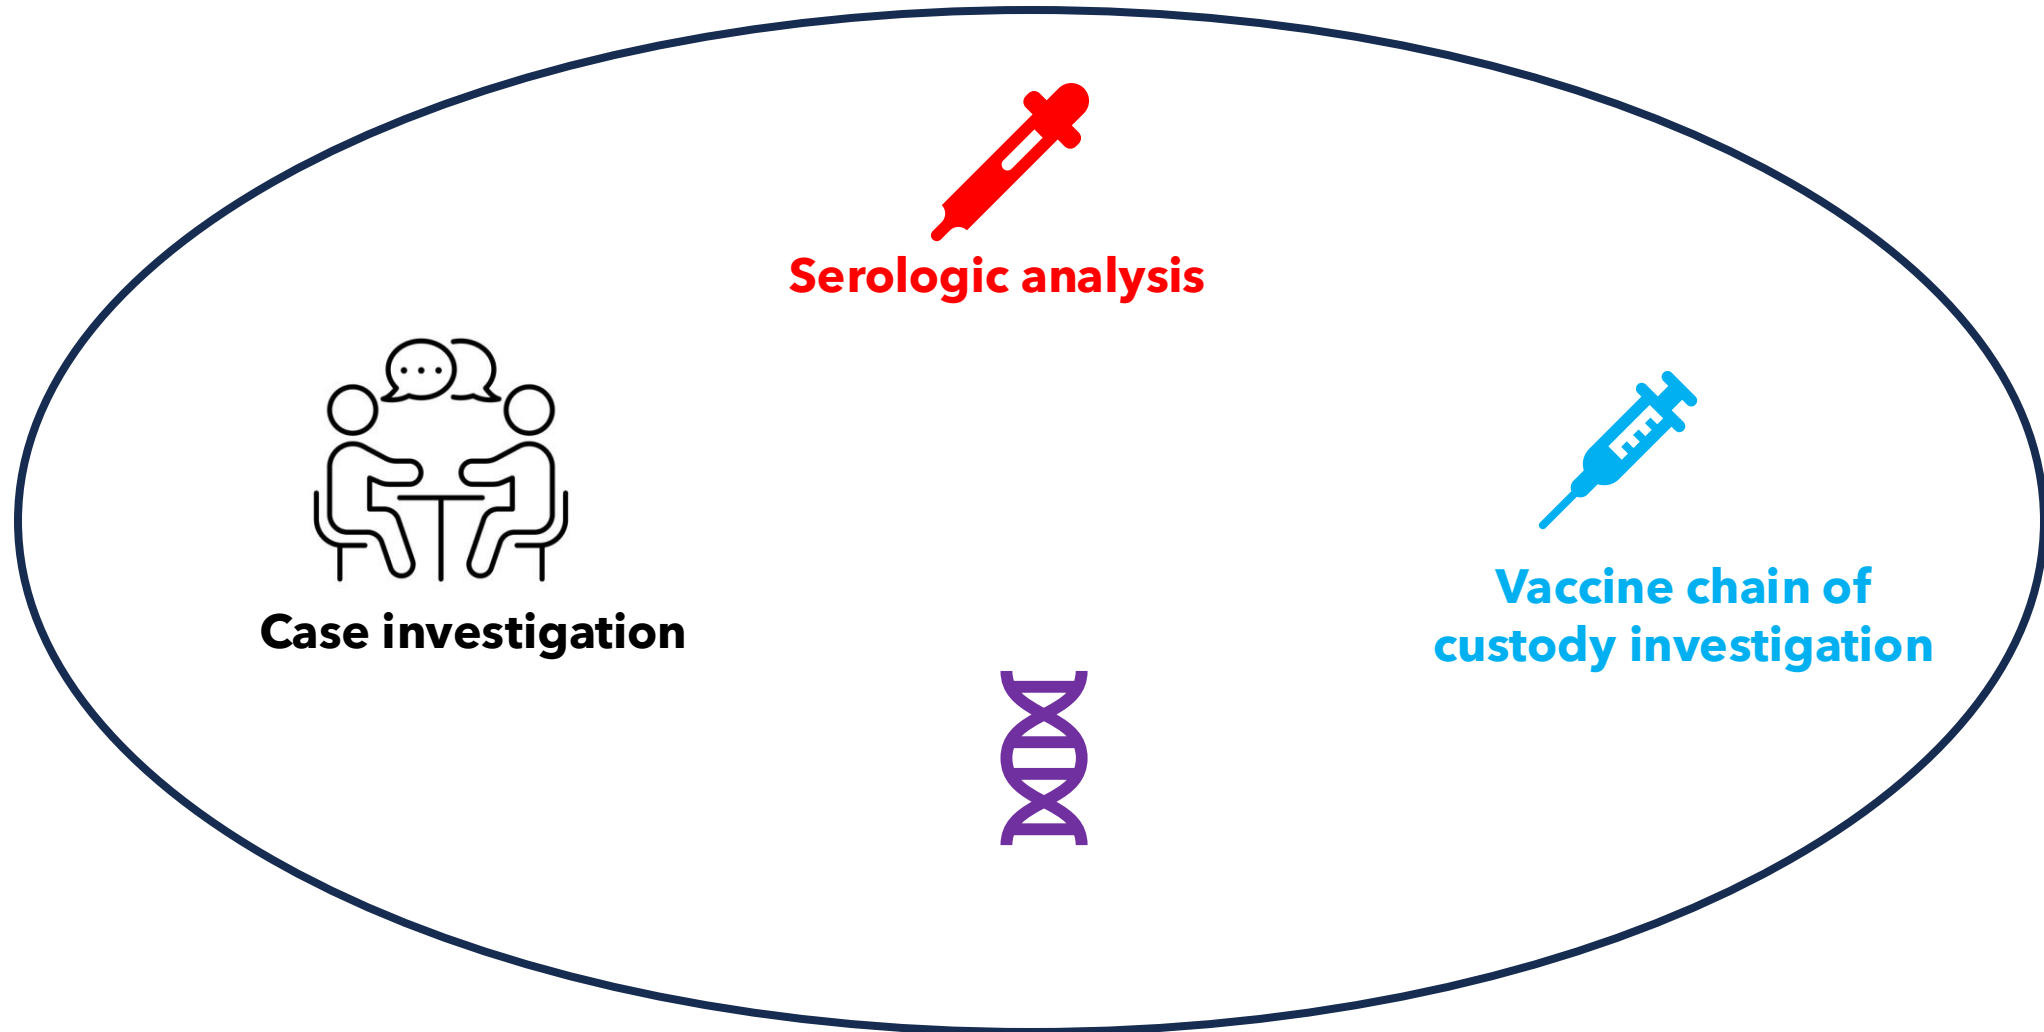 Serologic analysis
Case investigation
Vaccine chain of
custody investigation